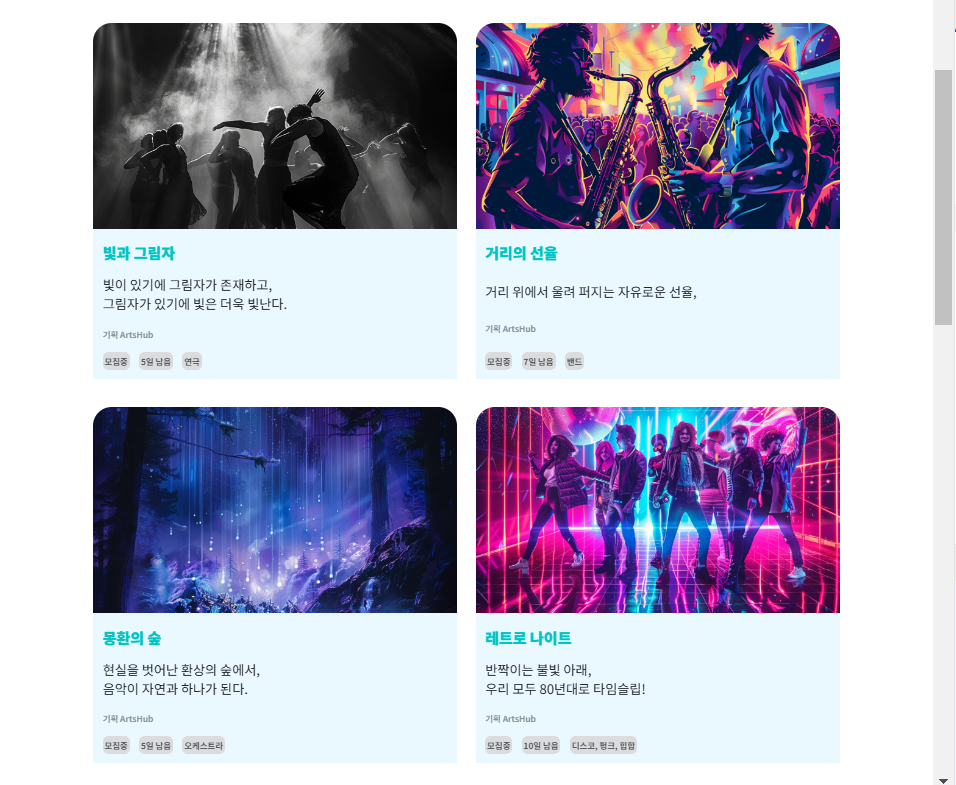 빛과 그림자
빛이 있기에 그림자가 존재하고,
그림자가 있기에 빛은 더욱 빛난다.
기획 ArtsHub
모집중 5일 남음 연극
거리의 선율
거리 위에서 울려 퍼지는 자유로운 선율,
기획 ArtsHub
모집중 7일 남음 밴드
몽환의 숲
현실을 벗어난 환상의 숲에서,
음악이 자연과 하나가 된다.
기획 ArtsHub
모집중 5일 남음 오케스트라
레트로 나이트
반짝이는 불빛 아래,
우리 모두 80년대로 타임슬립!
기획 ArtsHub
모집중 10일 남음 디스코, 펑크, 힙합